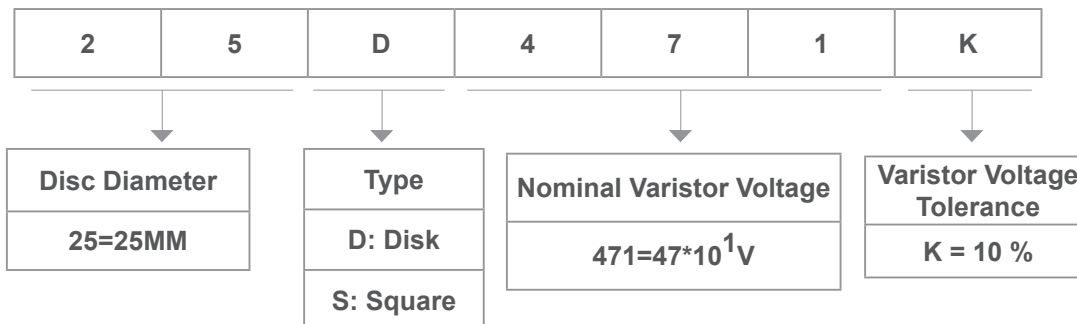 2 5 D 4 7 1 K
Disc Diameter
25=25MM
Type
D: Disk
S: Square
Nominal Varistor Voltage
471=47*10¹V
Varistor Voltage
Tolerance
K = 10 %